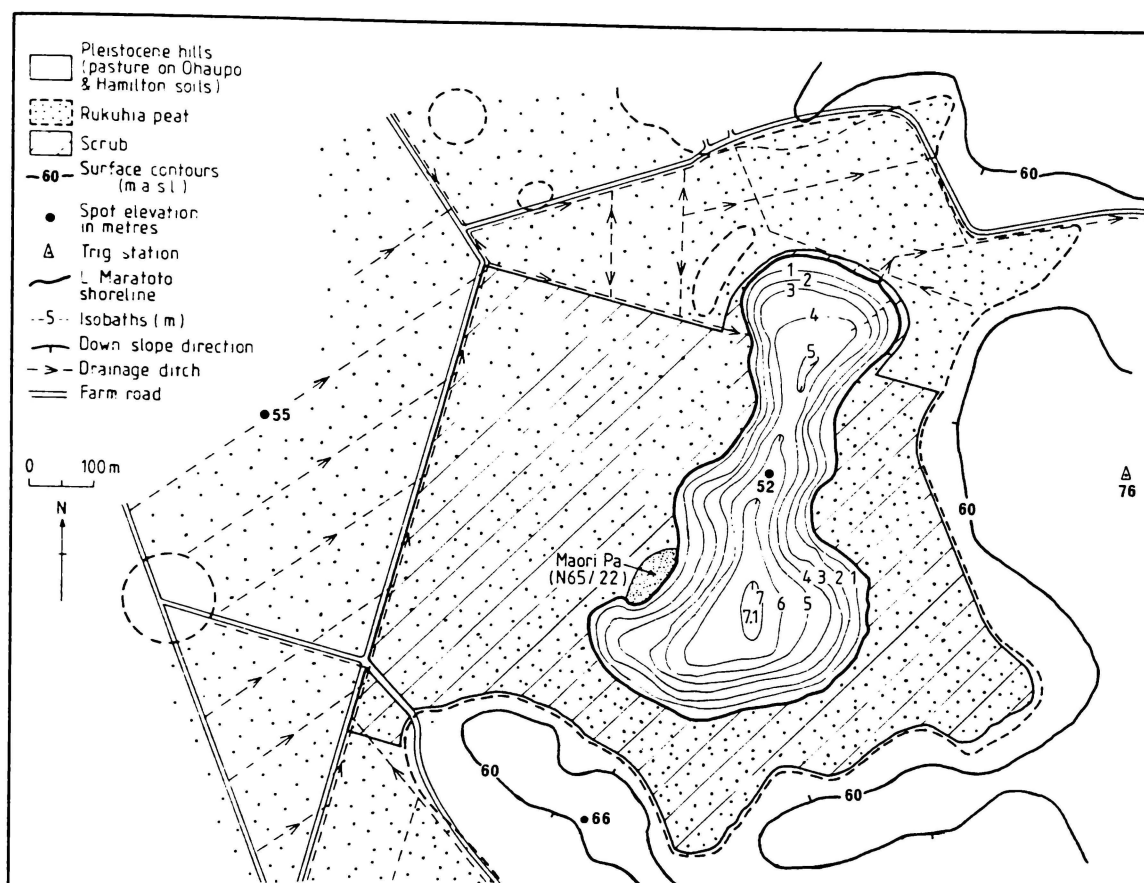 Pleistocene hills
(pasture on Ohaupo
& Hamilton soils)
Rukuhia peat
Scrub
-60- Surface contours
(m a s l)
Spot elevation
in metres
Trig station
L Maratoto
shoreline
--5-- Isobaths (m)
Down slope direction
Drainage ditch
Farm road
0 100m
N
55
60
1
2
3
4
5
52
60
76
Maori Pa
(N65/22)
4 3 2 1
7
7.1
6
5
60
66
60